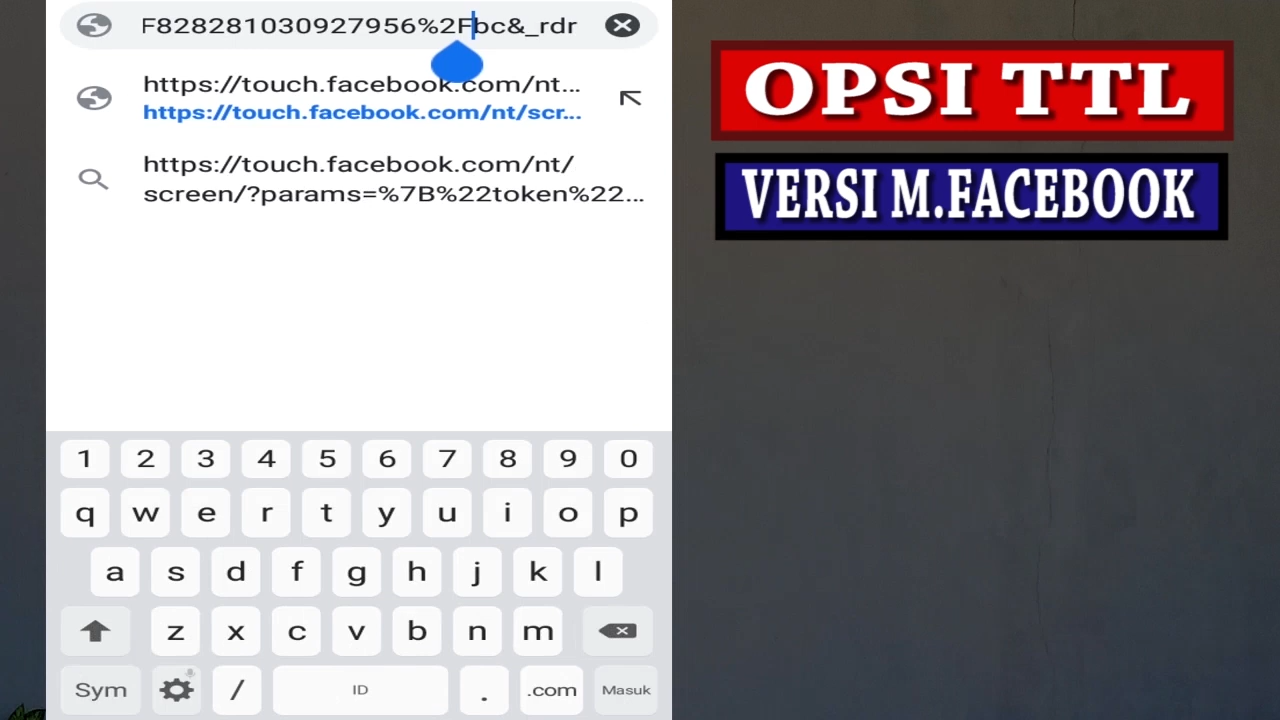 F828281030927956%2Fbc&_rdr
https://touch.facebook.com/nt...
https://touch.facebook.com/nt/scr...
https://touch.facebook.com/nt/
screen/?params=%7B%22token%22...
OPSI TTL
VERSI M.FACEBOOK
1 2 3 4 5 6 7 8 9 0
q w e r t y u i o p
a s d f g h j k l
z x c v b n m
Sym / ID . .com Masuk